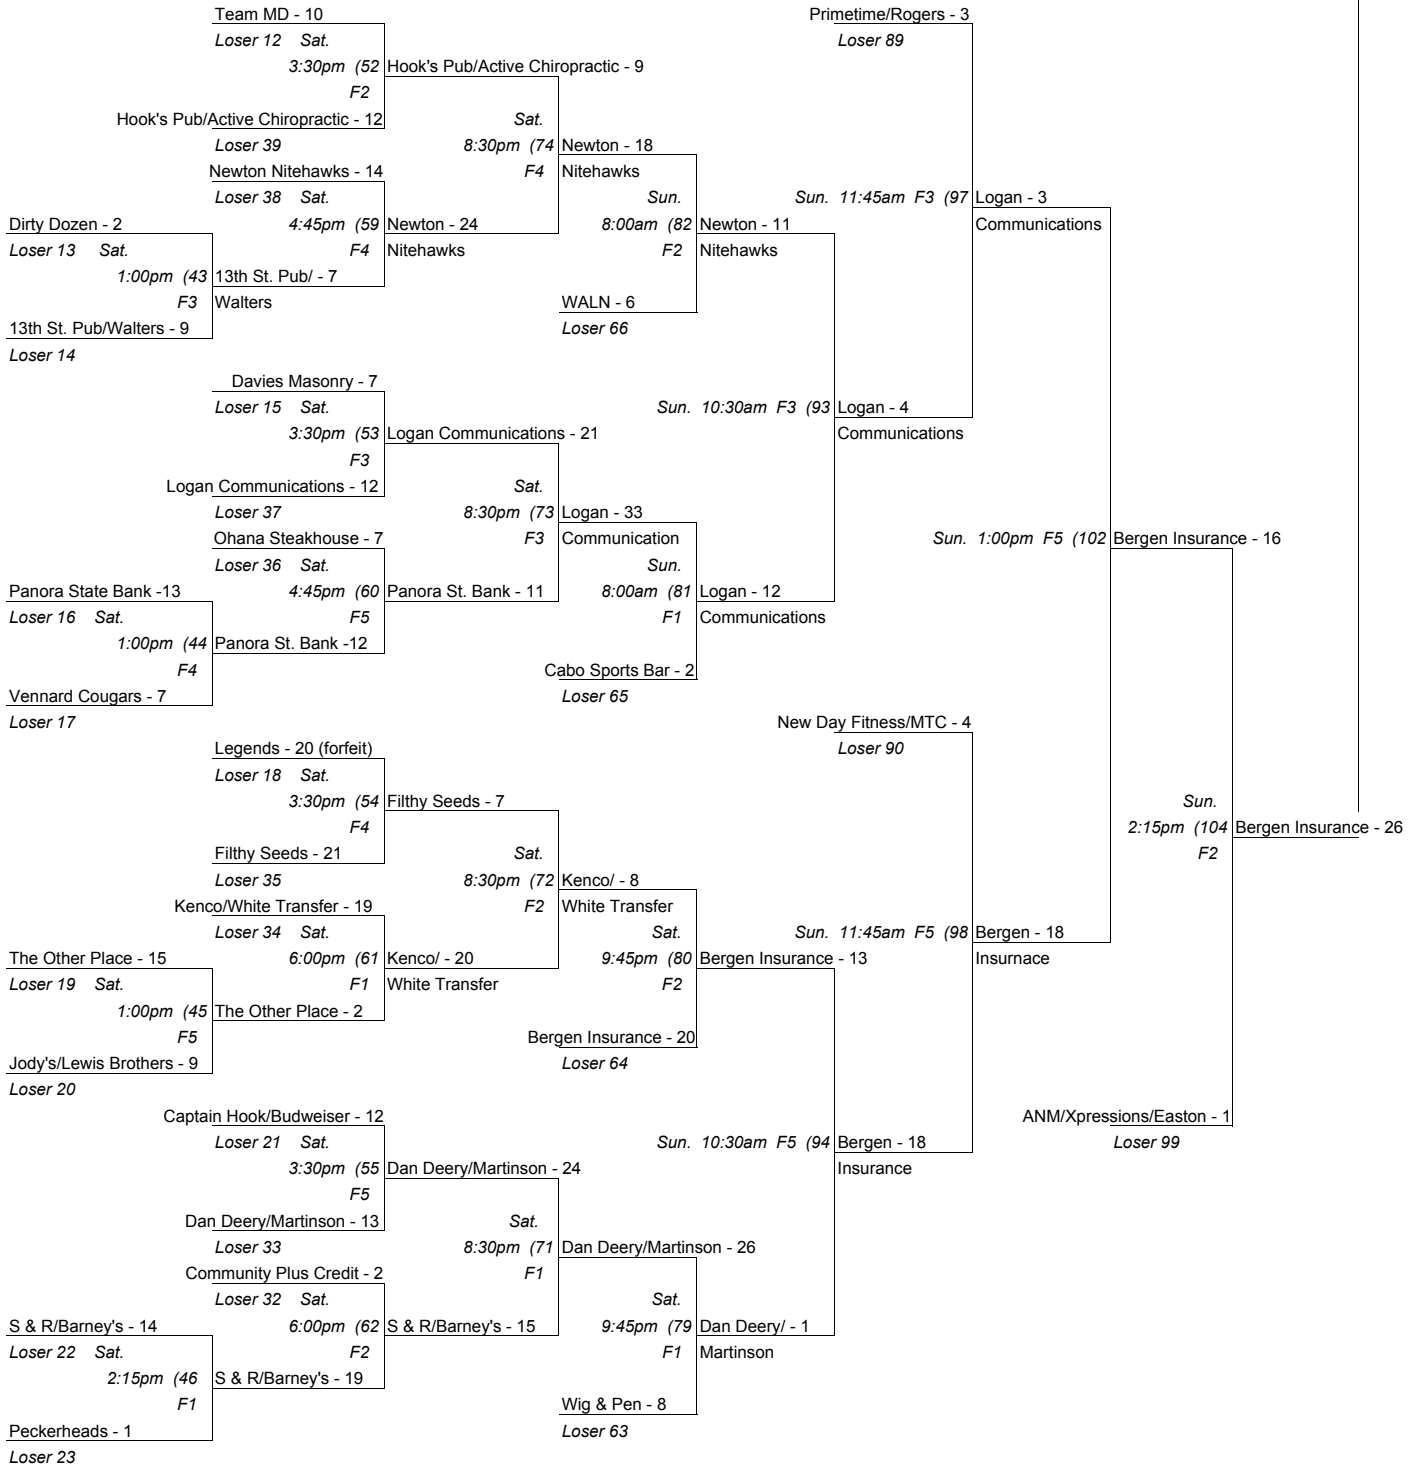 Team MD - 10
Primetime/Rogers - 3
Loser 12 Sat.
Loser 89
3:30pm (52 Hook's Pub/Active Chiropractic - 9
F2
Hook's Pub/Active Chiropractic - 12
Sat.
Loser 39
8:30pm (74 Newton - 18
Newton Nitehawks - 14
F4 Nitehawks
Loser 38 Sat.
Sun.
Sun. 11:45am F3 (97 Logan - 3
Dirty Dozen - 2
4:45pm (59 Newton - 24
8:00am (82 Newton - 11
Communications
Loser 13 Sat.
F4 Nitehawks
F2 Nitehawks
1:00pm (43 13th St. Pub/ - 7
F3 Walters
WALN - 6
13th St. Pub/Walters - 9
Loser 66
Loser 14
Davies Masonry - 7
Loser 15 Sat.
Sun. 10:30am F3 (93 Logan - 4
3:30pm (53 Logan Communications - 21
Communications
F3
Logan Communications - 12
Sat.
Loser 37
8:30pm (73 Logan - 33
Ohana Steakhouse - 7
F3 Communication
Sun. 1:00pm F5 (102 Bergen Insurance - 16
Loser 36 Sat.
Sun.
Panora State Bank -13
4:45pm (60 Panora St. Bank - 11
8:00am (81 Logan - 12
Loser 16 Sat.
F5
F1 Communications
1:00pm (44 Panora St. Bank -12
F4
Cabo Sports Bar - 2
Vennard Cougars - 7
Loser 65
Loser 17
New Day Fitness/MTC - 4
Legends - 20 (forfeit)
Loser 90
Loser 18 Sat.
3:30pm (54 Filthy Seeds - 7
Sun.
F4
2:15pm (104 Bergen Insurance - 26
Filthy Seeds - 21
Sat.
F2
Loser 35
8:30pm (72 Kenco/ - 8
Kenco/White Transfer - 19
F2 White Transfer
Loser 34 Sat.
Sat.
Sun. 11:45am F5 (98 Bergen - 18
The Other Place - 15
6:00pm (61 Kenco/ - 20
9:45pm (80 Bergen Insurance - 13
Insurnace
Loser 19 Sat.
F1 White Transfer
F2
1:00pm (45 The Other Place - 2
F5
Bergen Insurance - 20
Jody's/Lewis Brothers - 9
Loser 64
Loser 20
Captain Hook/Budweiser - 12
ANM/Xpressions/Easton - 1
Loser 21 Sat.
Sun. 10:30am F5 (94 Bergen - 18
Loser 99
3:30pm (55 Dan Deery/Martinson - 24
Insurance
F5
Dan Deery/Martinson - 13
Sat.
Loser 33
8:30pm (71 Dan Deery/Martinson - 26
Community Plus Credit - 2
F1
Loser 32 Sat.
Sat.
S & R/Barney's - 14
6:00pm (62 S & R/Barney's - 15
9:45pm (79 Dan Deery/ - 1
Loser 22 Sat.
F2
F1 Martinson
2:15pm (46 S & R/Barney's - 19
F1
Wig & Pen - 8
Peckerheads - 1
Loser 63
Loser 23